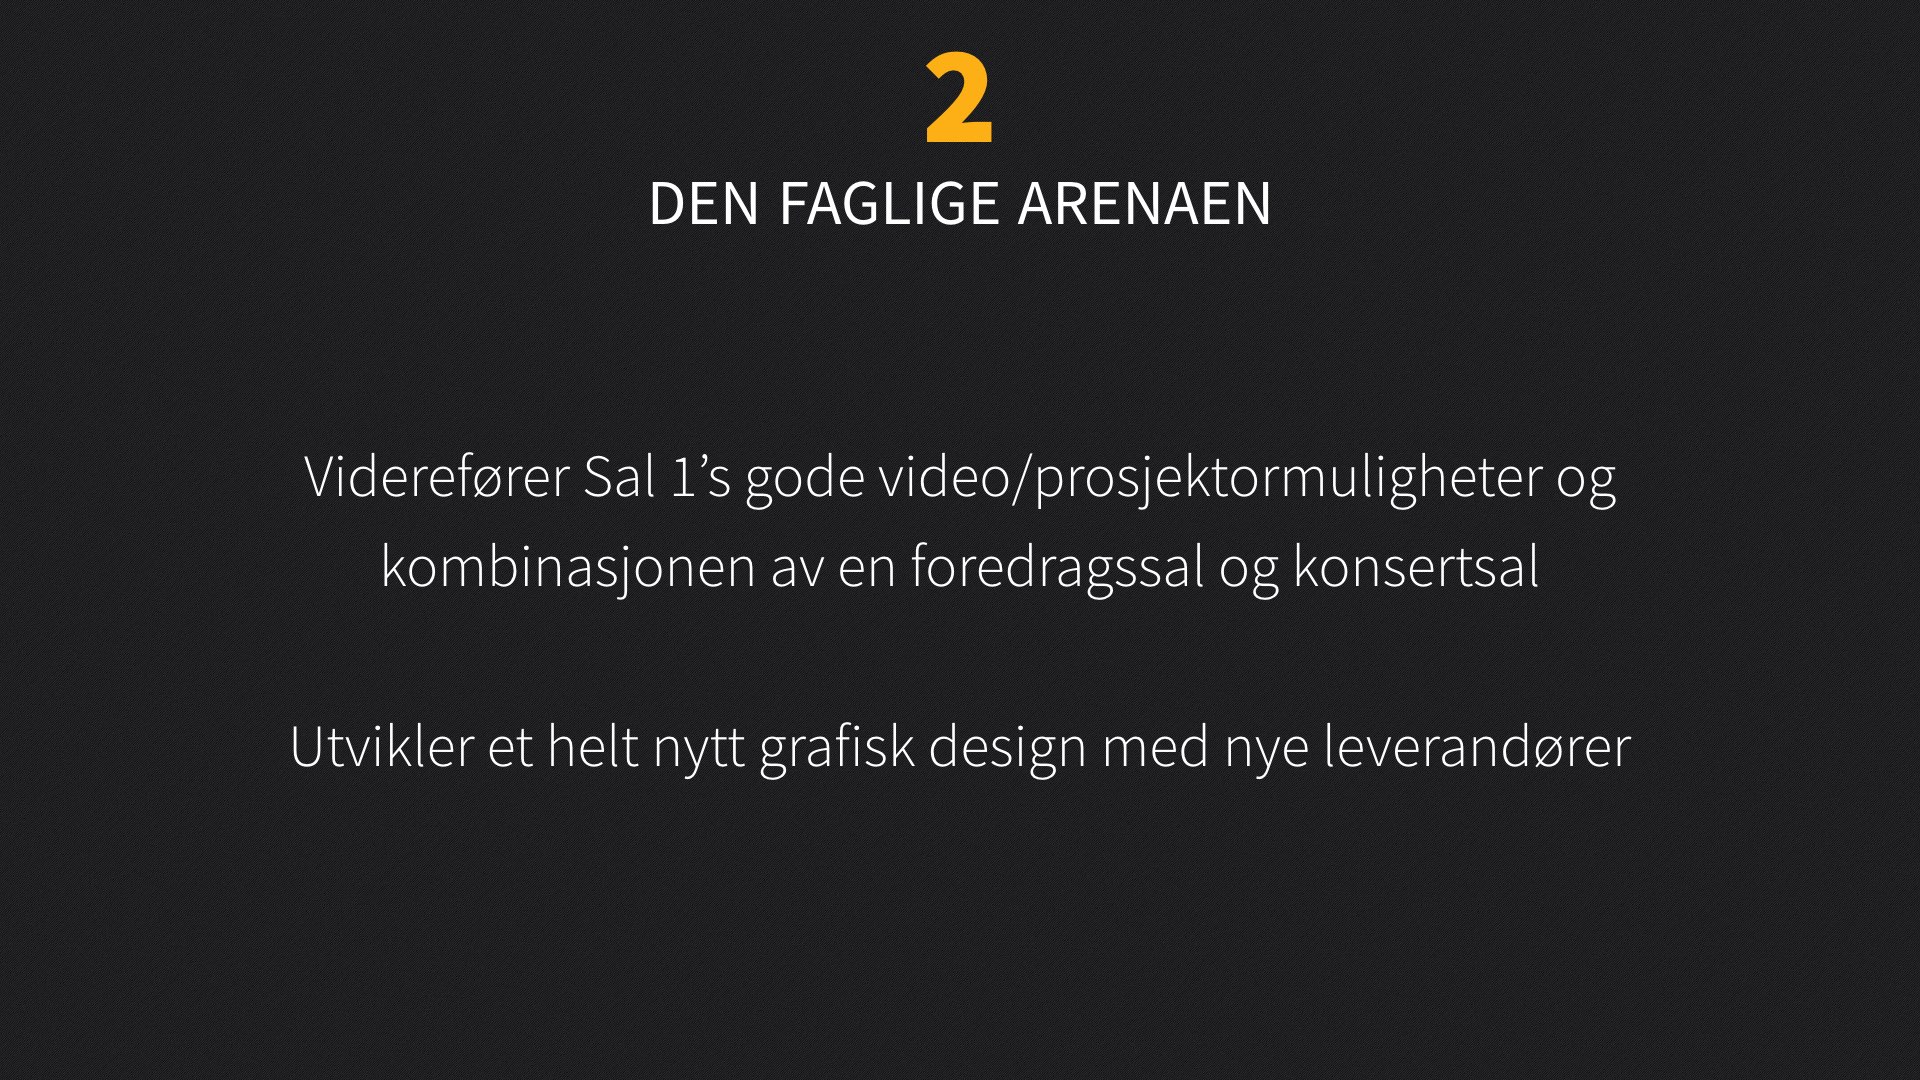 2
DEN FAGLIGE ARENAEN
Viderefører Sal 1’s gode video/prosjektormuligheter og
kombinasjonen av en foredragssal og konsertsal
Utvikler et helt nytt grafisk design med nye leverandører